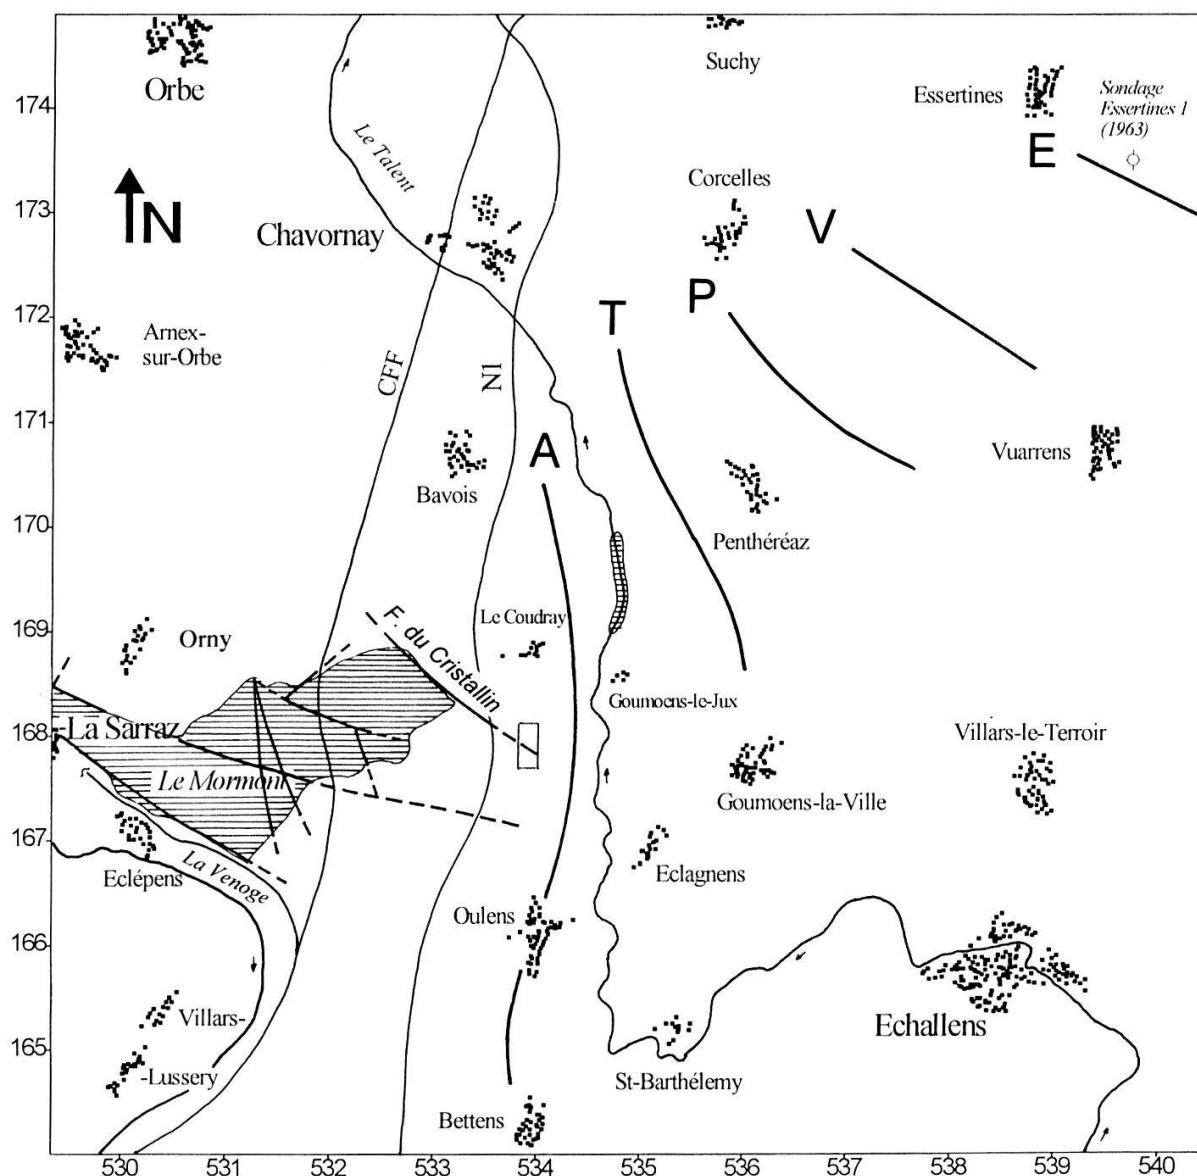 Suchy
Orbe
Essertines
Sondage
Essertines 1
(1963)
174
E
Le Talent
Corcelles
173
N
Chavornay
V
P
T
172
Arnex-
sur-Orbe
CFF
N1
171
A
Vuarrens
Bavois
170
Penthéréaz
169
Orny
F. du Cristallin
Le Coudray
Goumoens-le-Jux
168
-La Sarraz
Villars-le-Terroir
Le Mormont
Goumoens-la-Ville
167
Eclépens
La Venoge
Eclagnens
Oulens
166
Villars-
Echallens
165
-Lussery
St-Barthélemy
Bettens
530 531 532 533 534 535 536 537 538 539 540